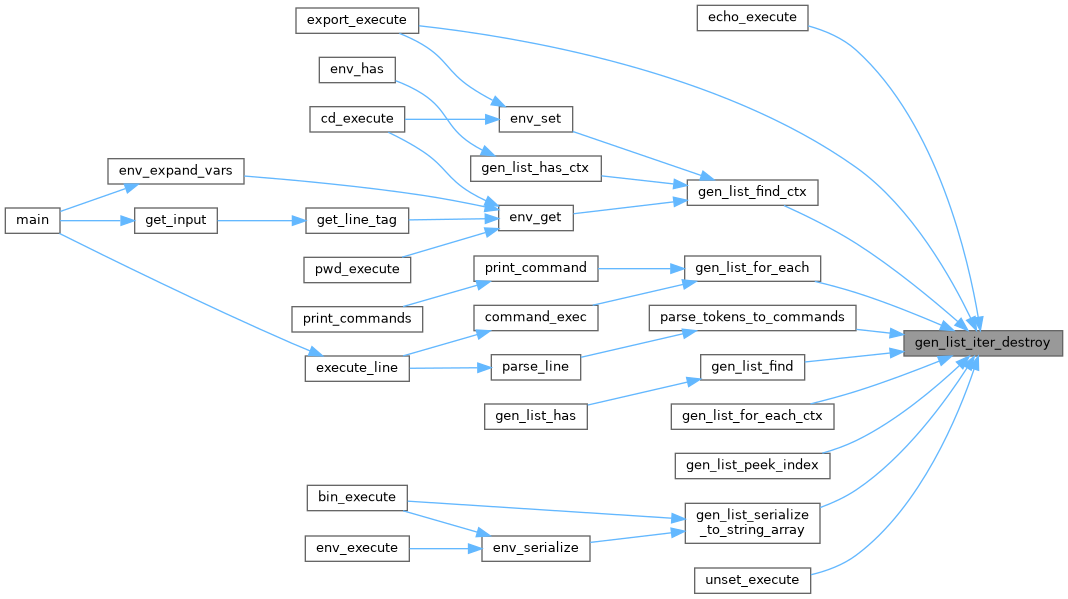 export_execute
echo_execute
env_has
cd_execute
env_set
gen_list_has_ctx
env_expand_vars
gen_list_find_ctx
main
get_input
get_line_tag
env_get
pwd_execute
print_command
gen_list_for_each
print_commands
command_exec
parse_tokens_to_commands
gen_list_iter_destroy
execute_line
parse_line
gen_list_find
gen_list_has
gen_list_for_each_ctx
gen_list_peek_index
bin_execute
gen_list_serialize
_to_string_array
env_execute
env_serialize
unset_execute